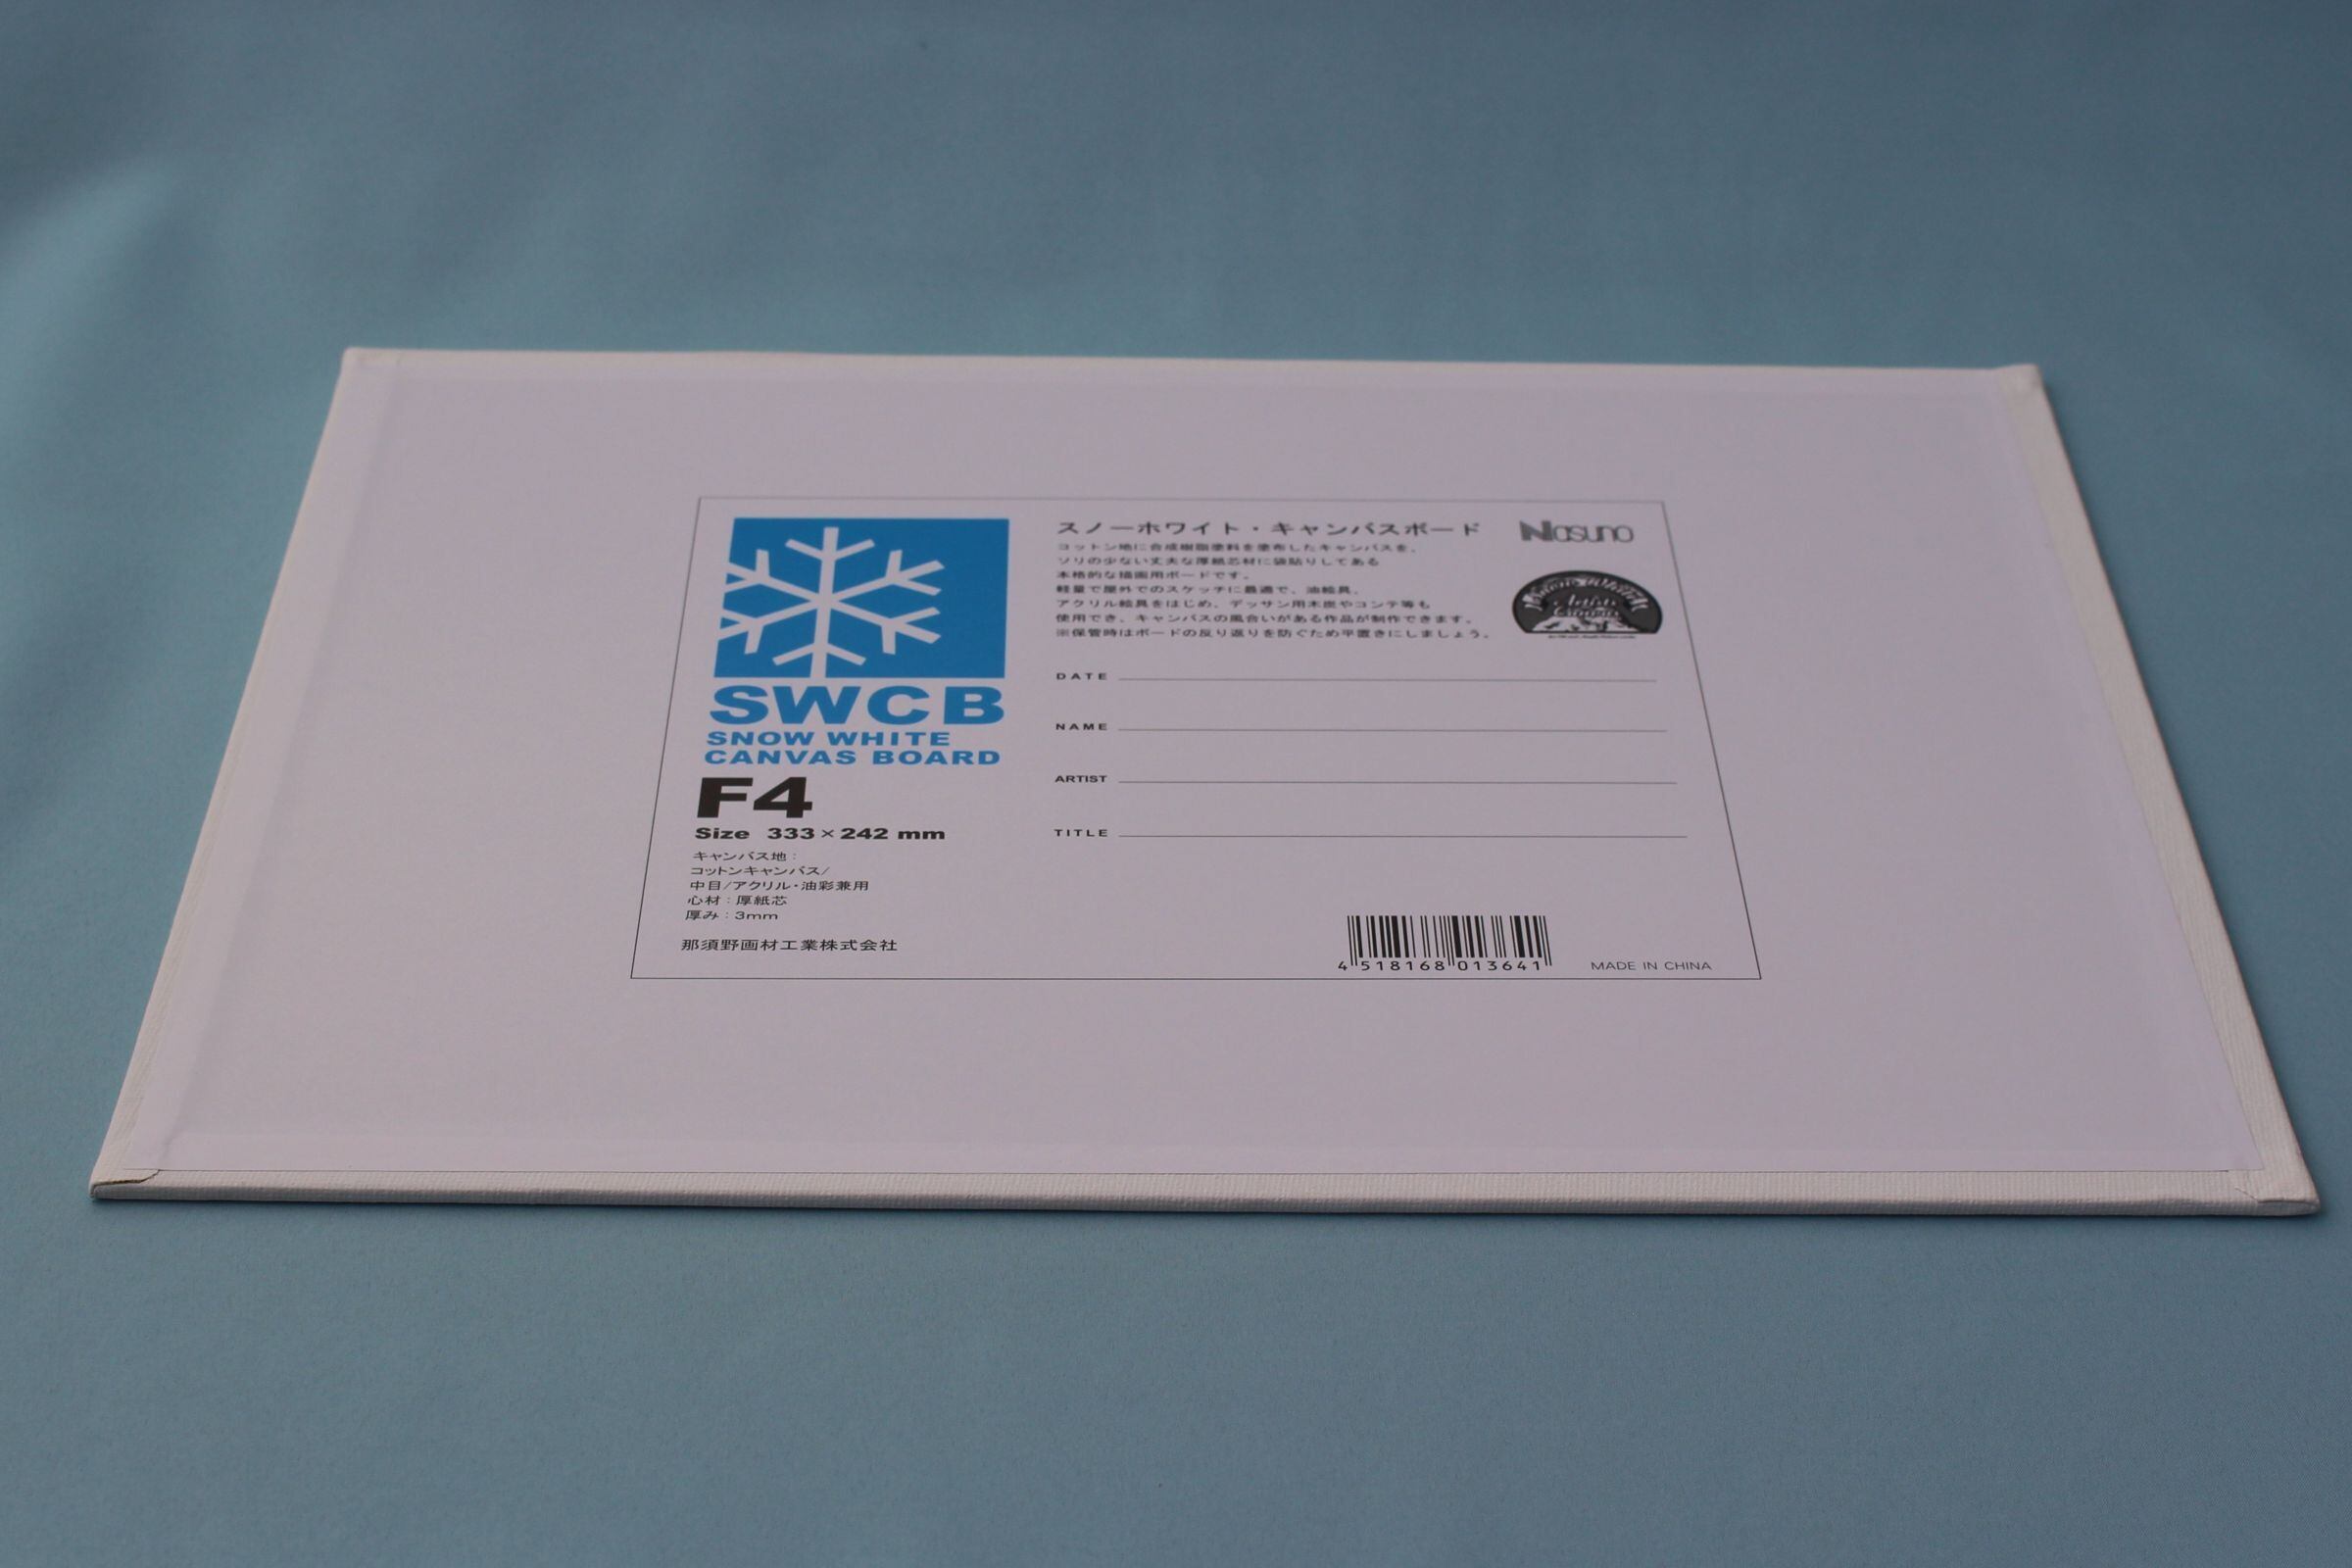 SWCB
SNOW WHITE
CANVAS BOARD
F4
Size 333×242 mm
キャンバス地:
コットンキャンバス/
中目/アクリル・油彩兼用
心材:厚紙芯
厚み:3mm
那須野画材工業株式会社
スノーホワイト・キャンバスボード
コットン地に合成樹脂塗料を塗布したキャンバスを、
ソリの少ない丈夫な厚紙芯材に袋貼りしてある
本格的な描画用ボードです。
軽量で屋外でのスケッチに最適で、油絵具、
アクリル絵具をはじめ、デッサン用木炭やコンテ等も
使用でき、キャンバスの風合いがある作品が制作できます。
※保管時はボードの反り返りを防ぐため平置きにしましょう。
Nasuno
Snow White
Artists
Canvas
DATE
NAME
ARTIST
TITLE
4 518168 013641
MADE IN CHINA